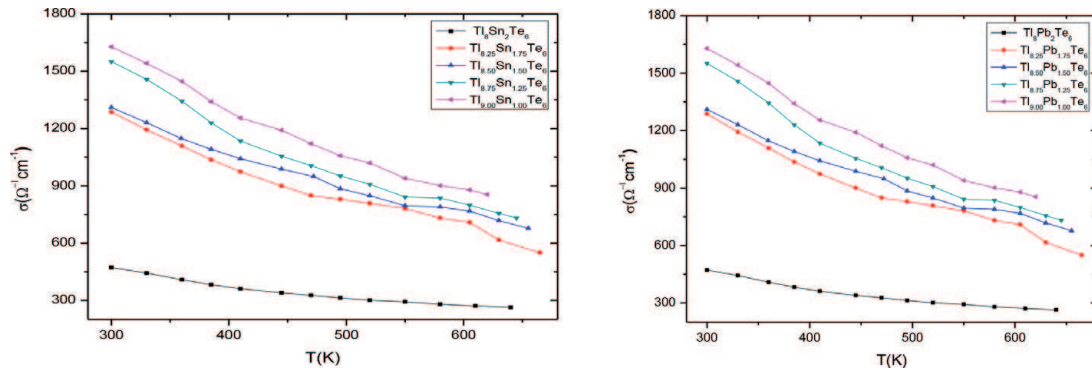 1800
1500
1200
900
600
300
σ(Ω⁻¹cm⁻¹)
Tl₈Sn₂Te₆
Tl₈.₂₅Sn₁.₇₅Te₆
Tl₈.₅₀Sn₁.₅₀Te₆
Tl₈.₇₅Sn₁.₂₅Te₆
Tl₉.₀₀Sn₁.₀₀Te₆
300 400 500 600
T(K)
1800
1500
1200
900
600
300
σ(Ω⁻¹cm⁻¹)
Tl₈Pb₂Te₆
Tl₈.₂₅Pb₁.₇₅Te₆
Tl₈.₅₀Pb₁.₅₀Te₆
Tl₈.₇₅Pb₁.₂₅Te₆
Tl₉.₀₀Pb₁.₀₀Te₆
300 400 500 600
T(K)